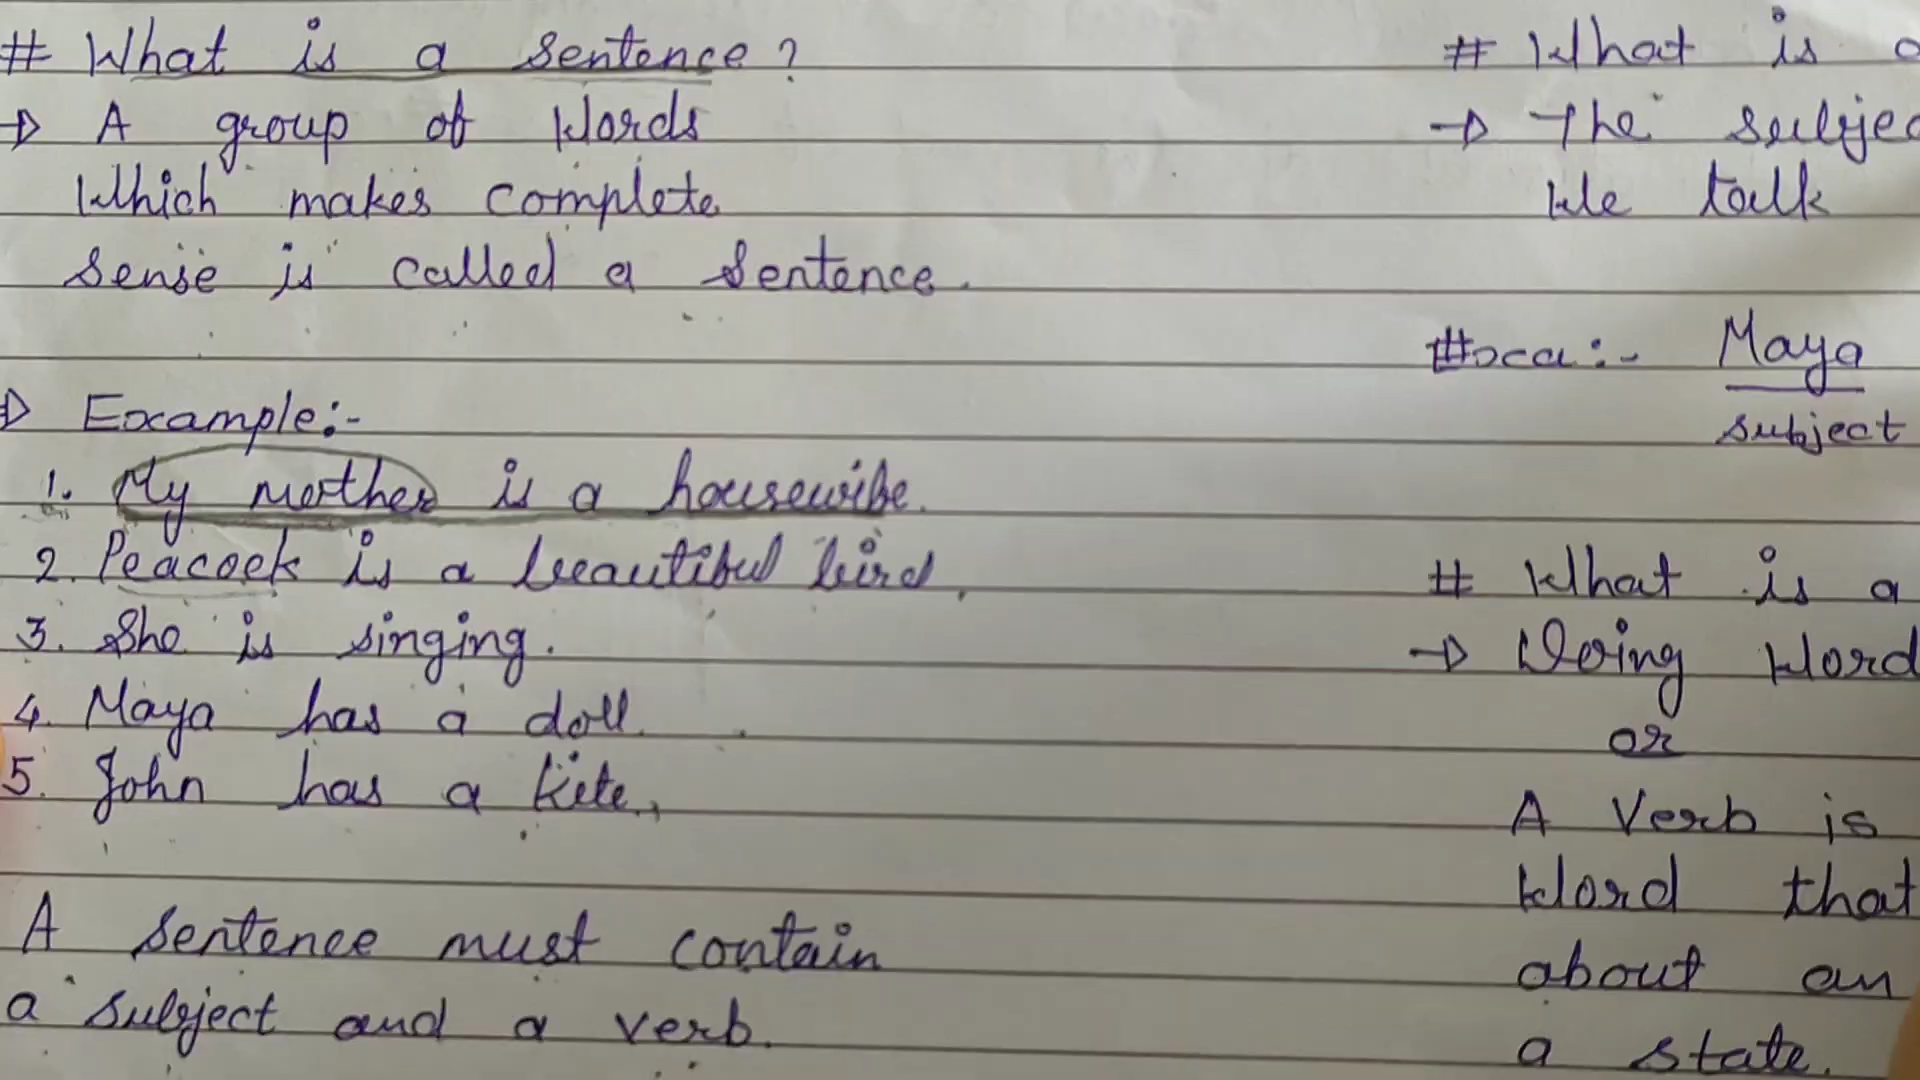 # What is a sentence?
→ A group of Words
Which makes complete
sense is called a sentence.
→ Example:-
1. My mother is a housewife.
2. Peacock is a beautiful bird.
3. She is singing.
4. Maya has a doll.
5. John has a kite.
A sentence must contain
a subject and a verb.
# What is a
→ The subjec
We talk
#exa:- Maya
subject
# What is a
→ Doing Word
or
A Verb is
Word that
about an
a state.